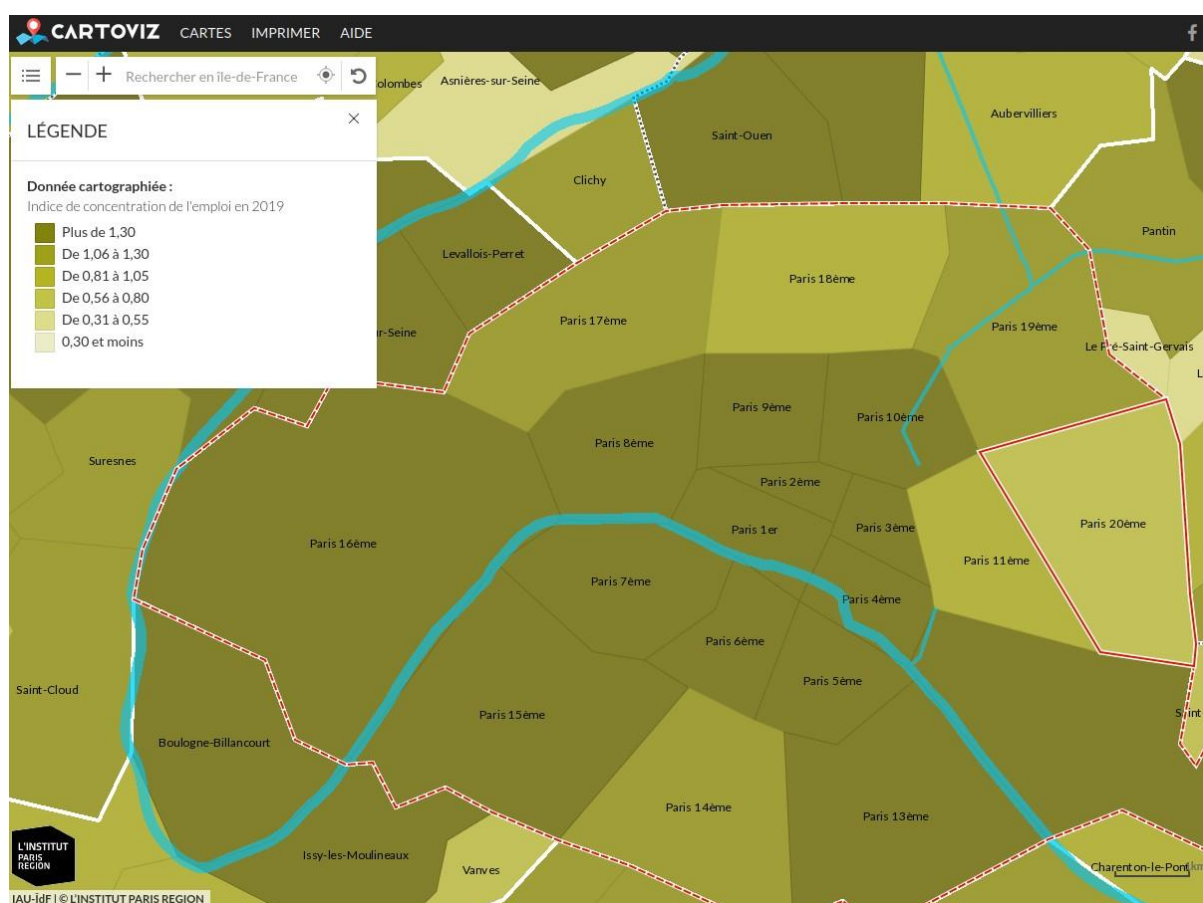 CARTOVIZ CARTES IMPRIMER AIDE
Rechercher en île-de-France
LÉGENDE
Donnée cartographiée :
Indice de concentration de l'emploi en 2019
Plus de 1,30
De 1,06 à 1,30
De 0,81 à 1,05
De 0,56 à 0,80
De 0,31 à 0,55
0,30 et moins
olombes
Asnières-sur-Seine
Aubervilliers
Saint-Ouen
Clichy
Pantin
Levallois-Perret
Paris 18ème
Paris 17ème
Paris 19ème
r-Seine
Le Pré-Saint-Gervais
L
Paris 9ème
Paris 10ème
Paris 8ème
Suresnes
Paris 2ème
Paris 1er
Paris 3ème
Paris 20ème
Paris 16ème
Paris 11ème
Paris 7ème
Paris 4ème
Paris 6ème
Paris 5ème
Saint-Cloud
Paris 15ème
Saint-
Boulogne-Billancourt
Paris 14ème
Paris 13ème
Issy-les-Moulineaux
Vanves
Charenton-le-Pont
km
L'INSTITUT
PARIS
REGION
IAU-îdF | © L'INSTITUT PARIS REGION